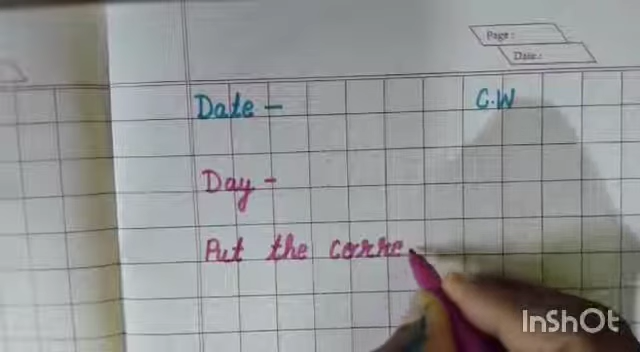 Page :
Date :
Date - C.W
Day -
Put the corre
InShOt